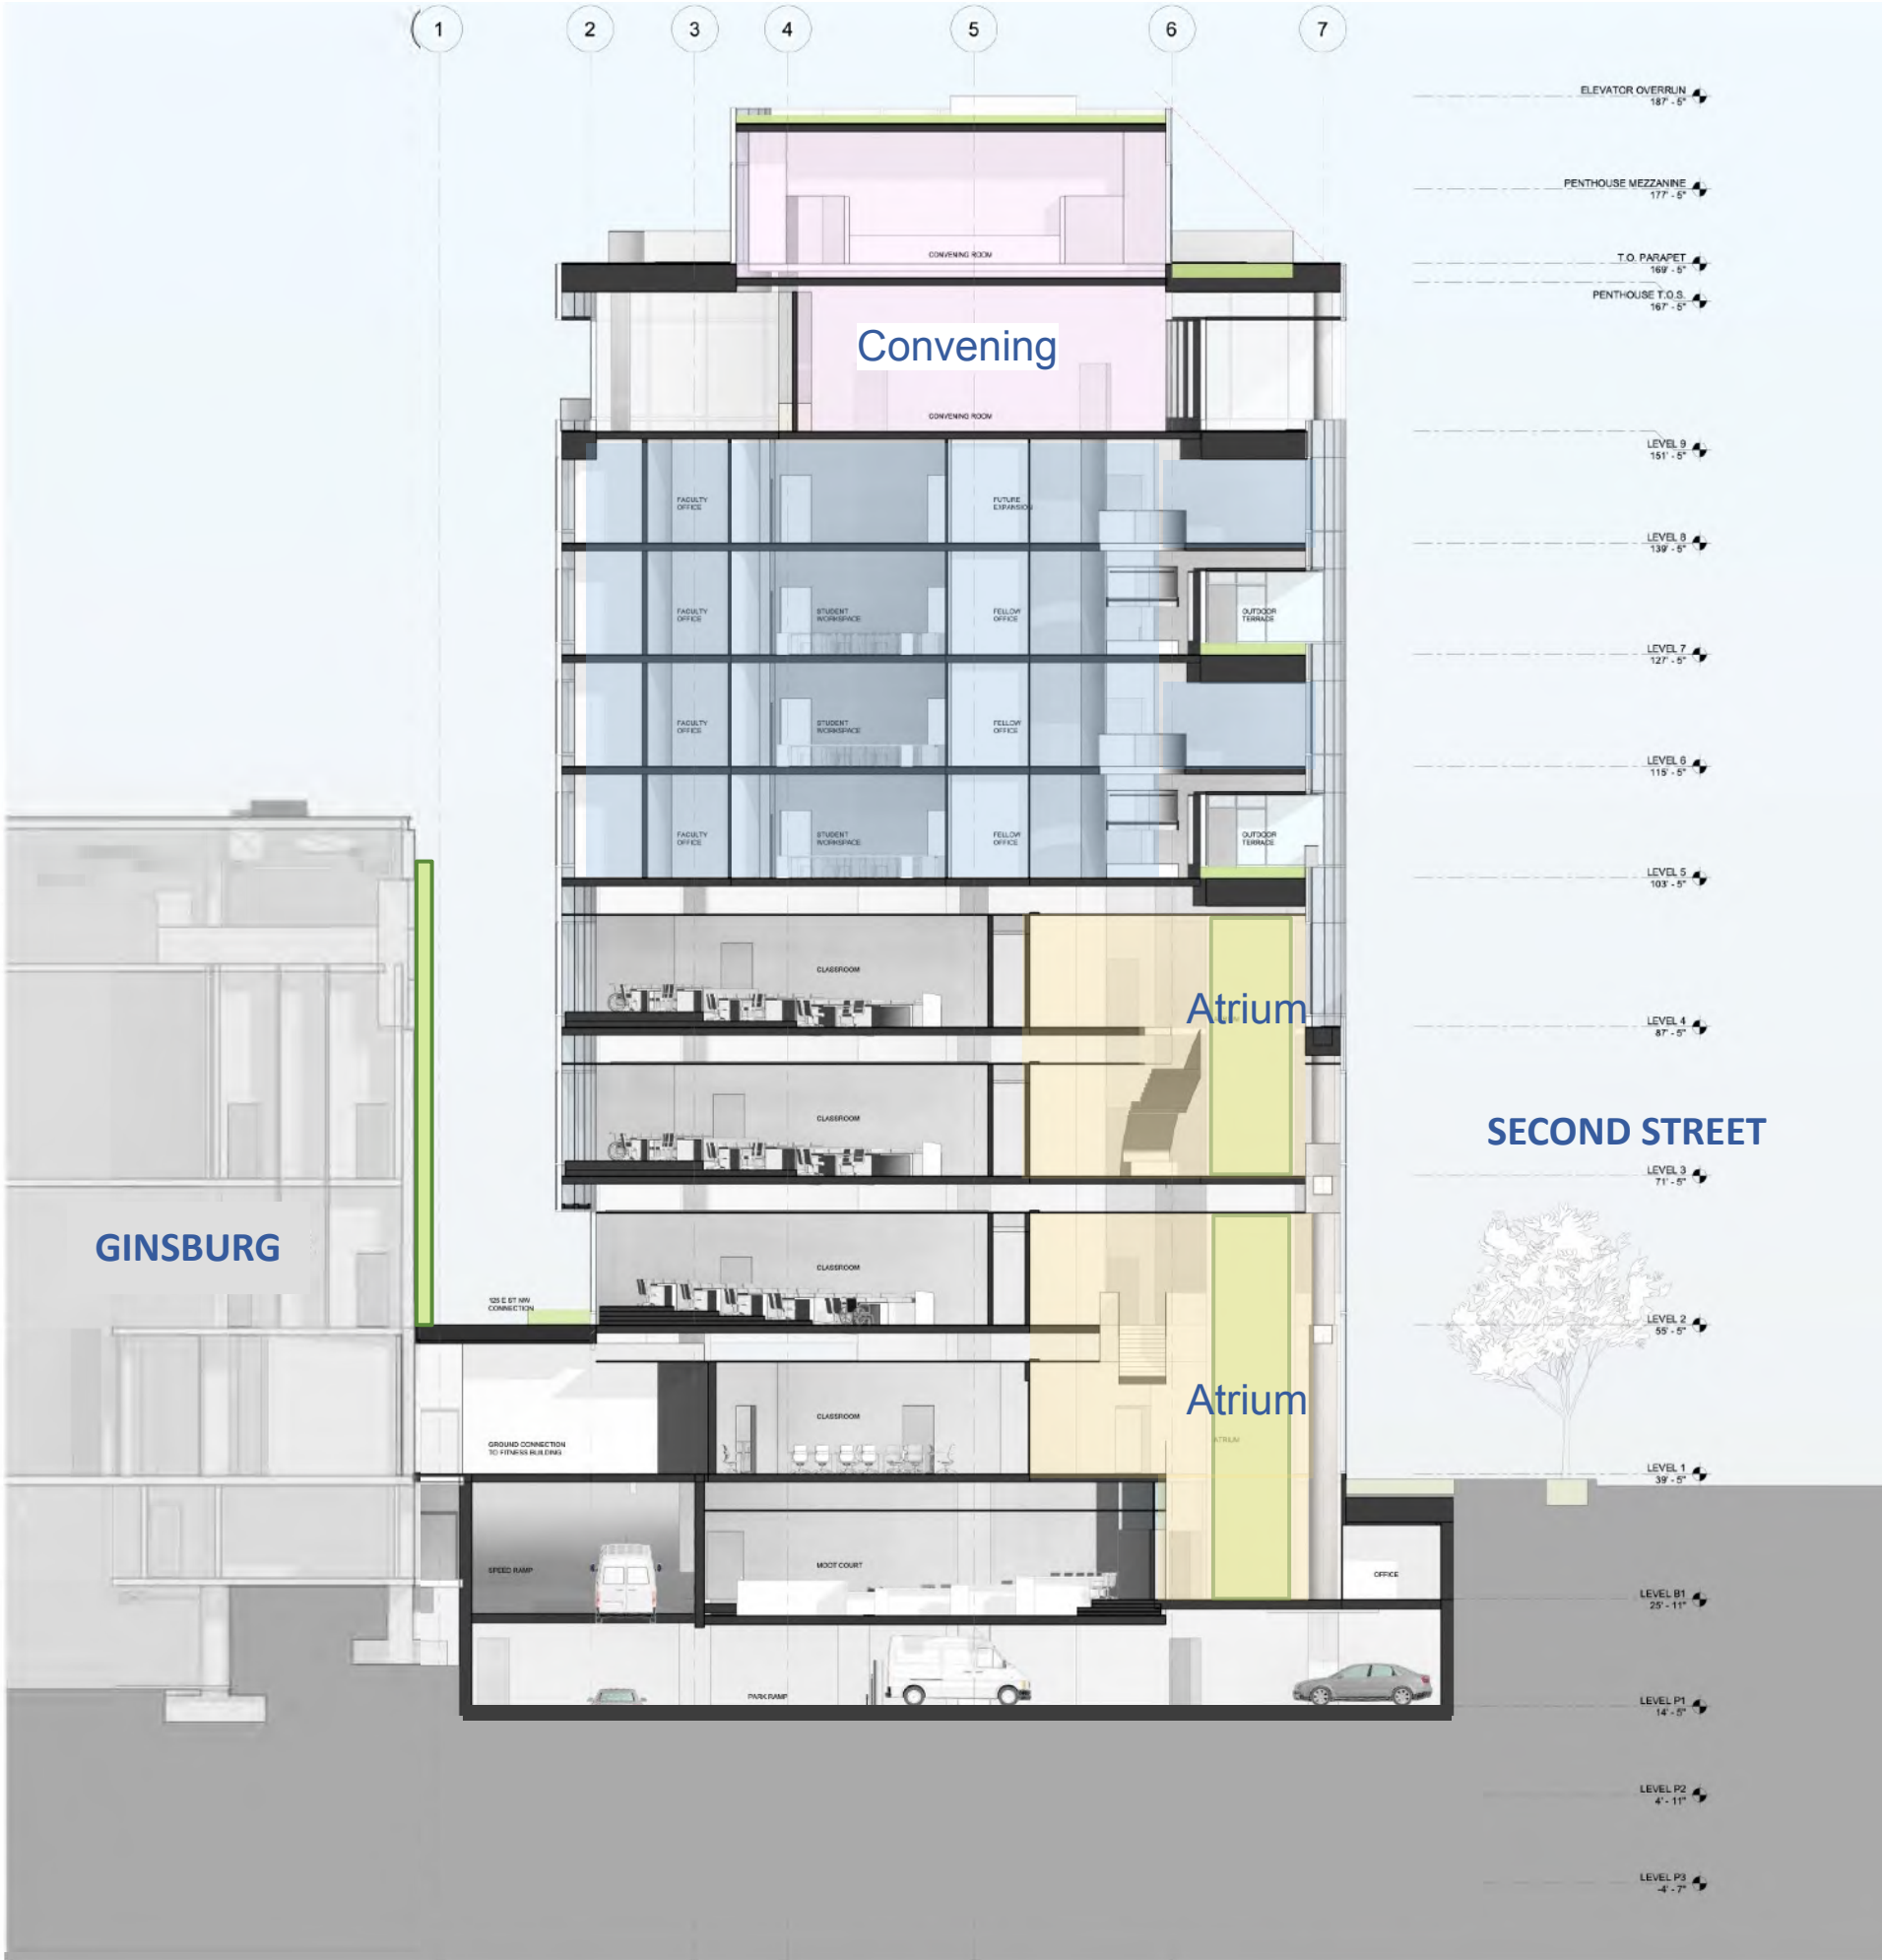 1 2 3 4 5 6 7
ELEVATOR OVERRUN
187' - 5"
PENTHOUSE MEZZANINE
177' - 5"
CONVENING ROOM
T.O. PARAPET
169' - 5"
PENTHOUSE T.O.S.
167' - 5"
Convening
CONVENING ROOM
LEVEL 9
151' - 5"
FACULTY
OFFICE
FUTURE
EXPANSION
LEVEL 8
139' - 5"
FACULTY
OFFICE
STUDENT
WORKSPACE
FELLOW
OFFICE
OUTDOOR
TERRACE
LEVEL 7
127' - 5"
FACULTY
OFFICE
STUDENT
WORKSPACE
FELLOW
OFFICE
LEVEL 6
115' - 5"
FACULTY
OFFICE
STUDENT
WORKSPACE
FELLOW
OFFICE
OUTDOOR
TERRACE
LEVEL 5
103' - 5"
CLASSROOM
Atrium
LEVEL 4
87' - 5"
CLASSROOM
SECOND STREET
LEVEL 3
71' - 5"
GINSBURG
CLASSROOM
125 E ST NW
CONNECTION
LEVEL 2
55' - 5"
Atrium
CLASSROOM
ATRIUM
GROUND CONNECTION
TO FITNESS BUILDING
LEVEL 1
39' - 5"
SPEED RAMP
MOOT COURT
OFFICE
LEVEL B1
25' - 11"
PARK RAMP
LEVEL P1
14' - 5"
LEVEL P2
4' - 11"
LEVEL P3
-4' - 7"